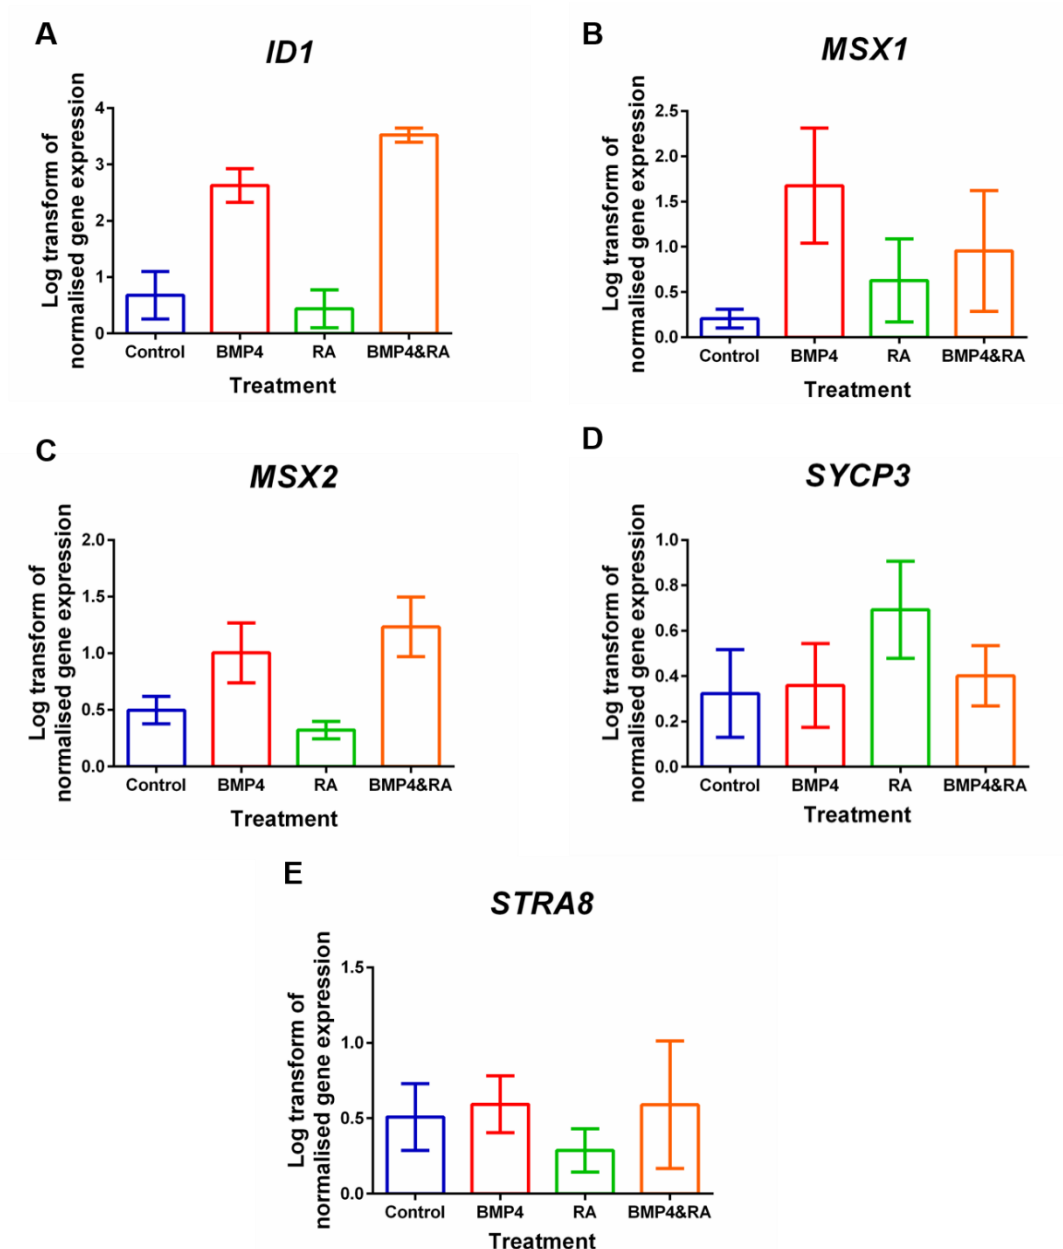 A
ID1
Log transform of
normalised gene expression
4
3
2
1
0
Control BMP4 RA BMP4&RA
Treatment
B
MSX1
Log transform of
normalised gene expression
2.5
2.0
1.5
1.0
0.5
0.0
Control BMP4 RA BMP4&RA
Treatment
C
MSX2
Log transform of
normalised gene expression
2.0
1.5
1.0
0.5
0.0
Control BMP4 RA BMP4&RA
Treatment
D
SYCP3
Log transform of
normalised gene expression
1.0
0.8
0.6
0.4
0.2
0.0
Control BMP4 RA BMP4&RA
Treatment
E
STRA8
Log transform of
normalised gene expression
1.5
1.0
0.5
0.0
Control BMP4 RA BMP4&RA
Treatment